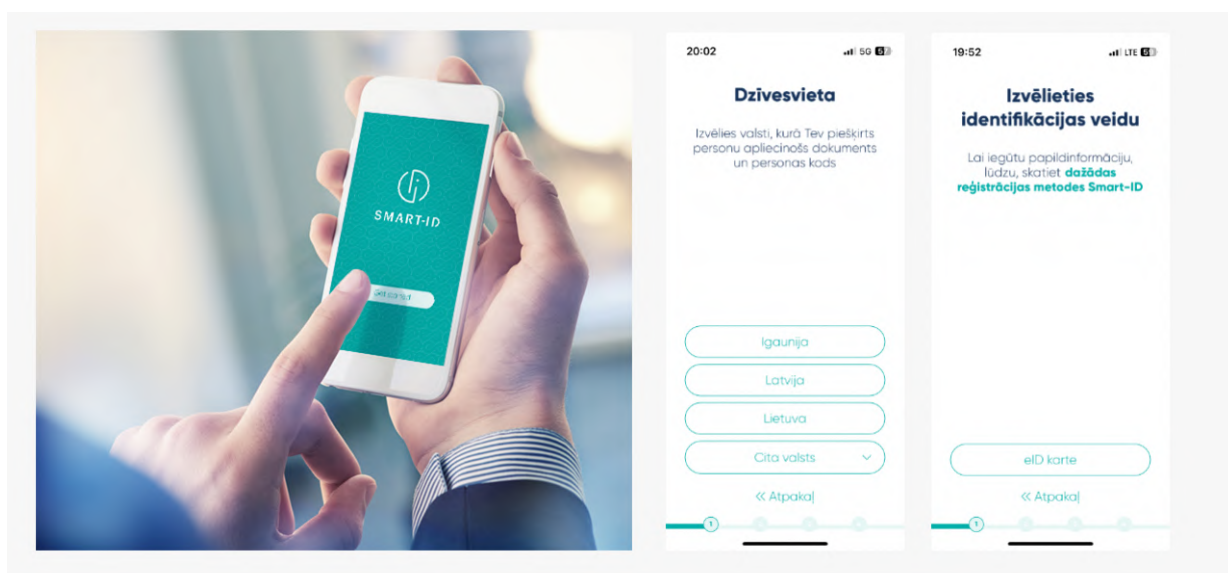 SMART-ID
Get started
20:02
5G
Dzīvesvieta
Izvēlies valsti, kurā Tev piešķirts
personu apliecinošs dokuments
un personas kods
Igaunija
Latvija
Lietuva
Cita valsts
<< Atpakaļ
1
19:52
LTE
Izvēlieties
identifikācijas veidu
Lai iegūtu papildinformāciju,
lūdzu, skatiet dažādas
reģistrācijas metodes Smart-ID
eID karte
<< Atpakaļ
1